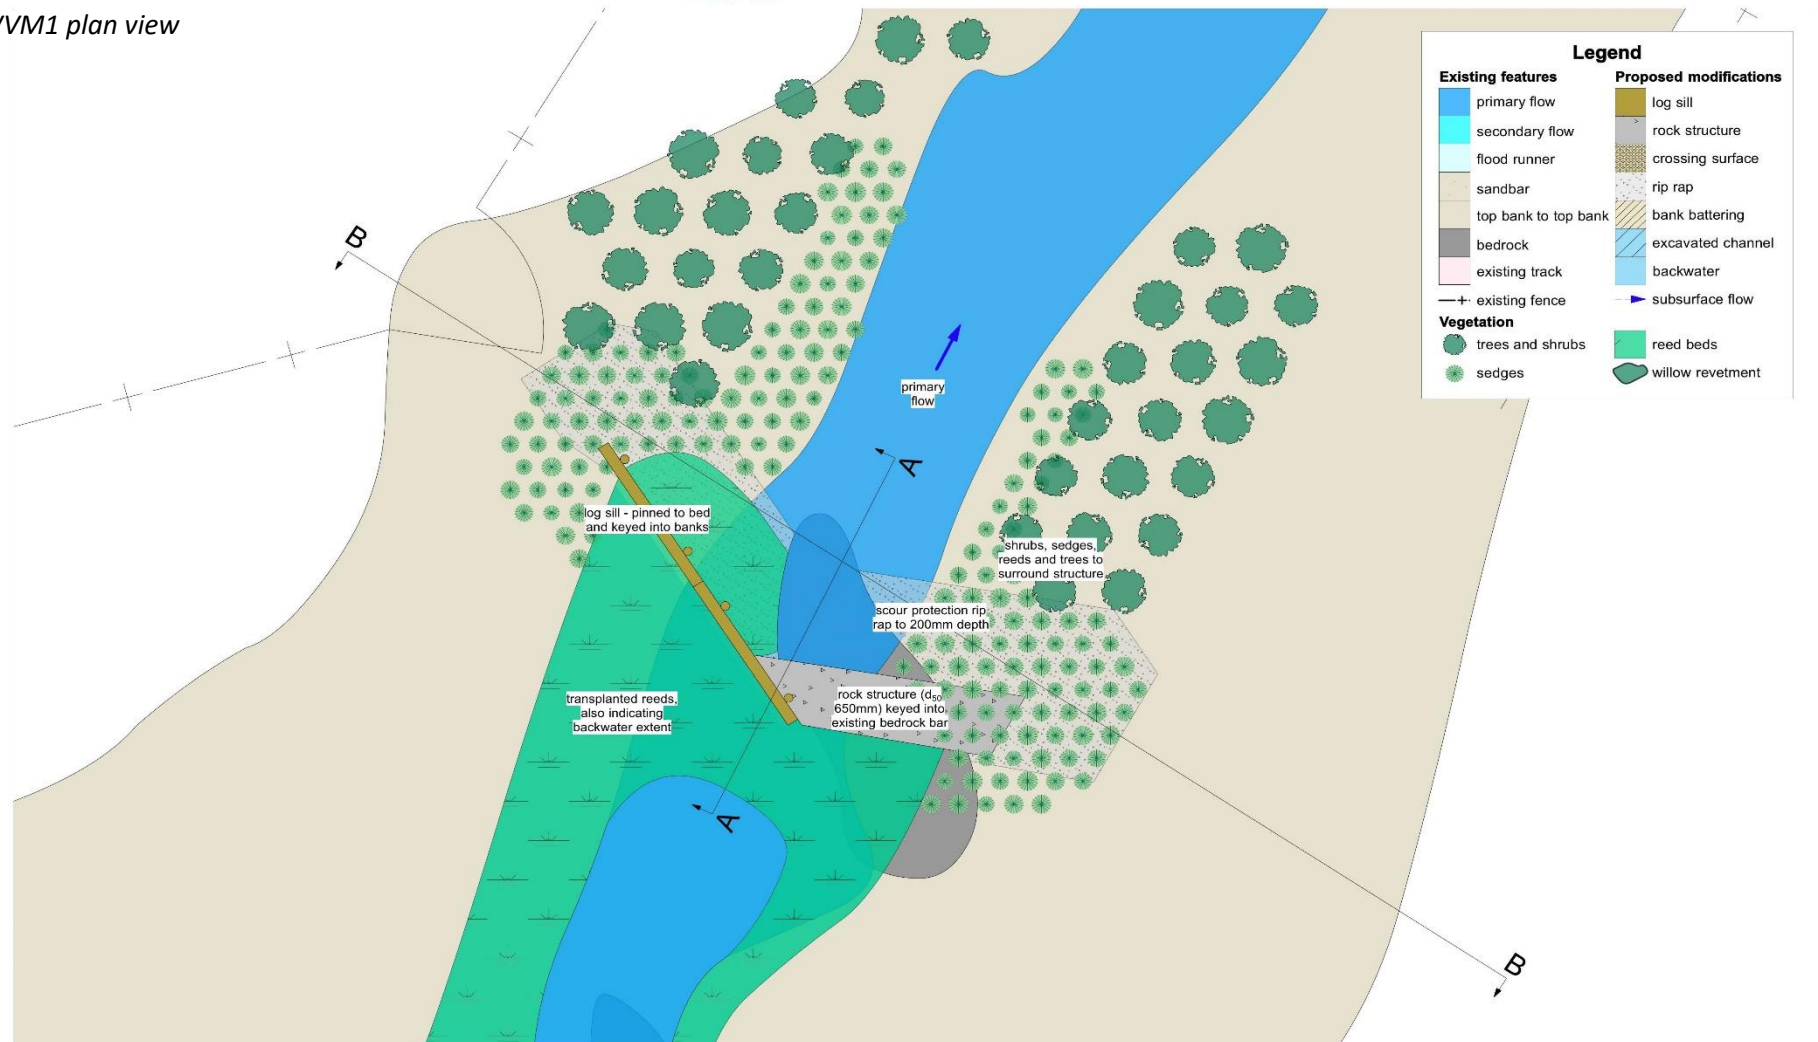 VVM1 plan view
Legend
Existing features
primary flow
secondary flow
flood runner
sandbar
top bank to top bank
bedrock
existing track
existing fence
Vegetation
trees and shrubs
sedges
Proposed modifications
log sill
rock structure
crossing surface
rip rap
bank battering
excavated channel
backwater
subsurface flow
reed beds
willow revetment
B
primary
flow
A
log sill - pinned to bed
and keyed into banks
shrubs, sedges,
reeds and trees to
surround structure
scour protection rip
rap to 200mm depth
transplanted reeds,
also indicating
backwater extent
rock structure (d50
650mm) keyed into
existing bedrock bar
A
B